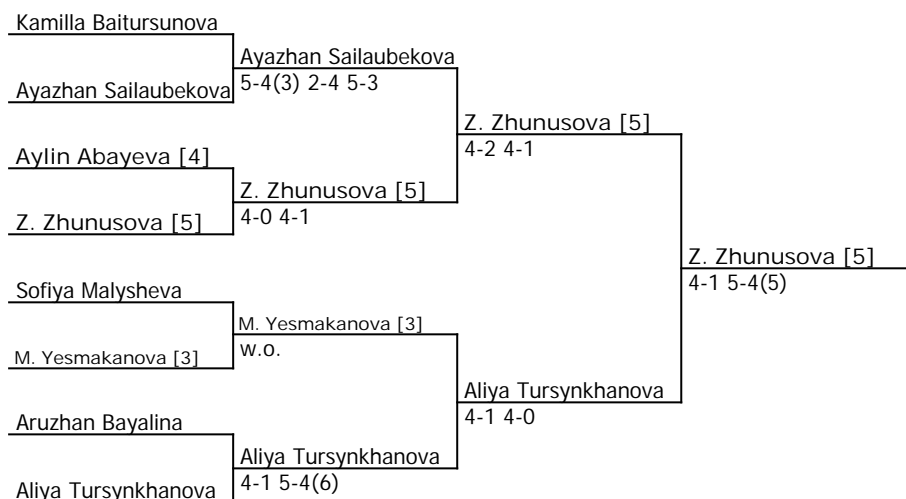 Kamilla Baitursunova
Ayazhan Sailaubekova
5-4(3) 2-4 5-3
Ayazhan Sailaubekova
Z. Zhunusova [5]
4-2 4-1
Aylin Abayeva [4]
Z. Zhunusova [5]
4-0 4-1
Z. Zhunusova [5]
Z. Zhunusova [5]
4-1 5-4(5)
Sofiya Malysheva
M. Yesmakanova [3]
w.o.
M. Yesmakanova [3]
Aliya Tursynkhanova
4-1 4-0
Aruzhan Bayalina
Aliya Tursynkhanova
4-1 5-4(6)
Aliya Tursynkhanova